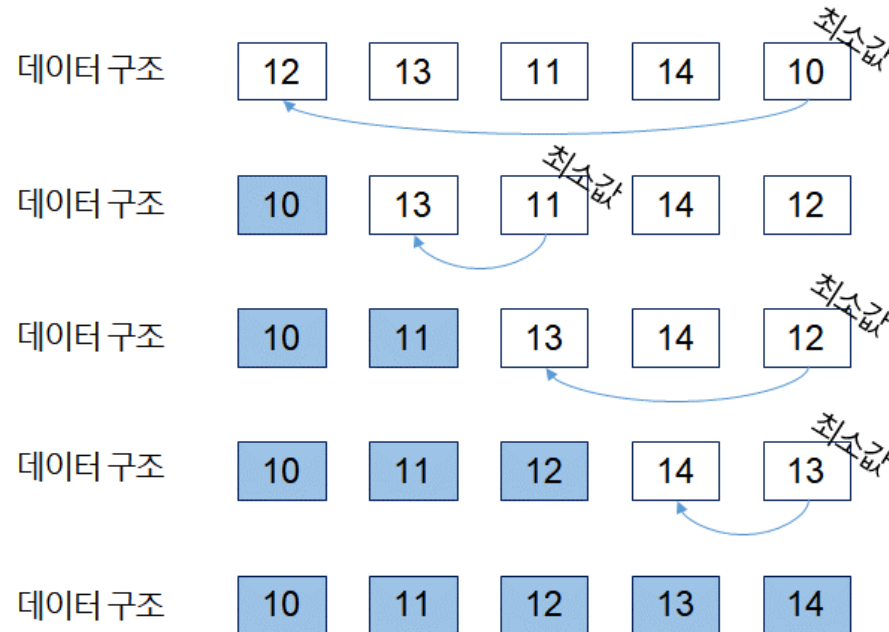 최소값
데이터 구조 12 13 11 14 10
최소값
데이터 구조 10 13 11 14 12
최소값
데이터 구조 10 11 13 14 12
최소값
데이터 구조 10 11 12 14 13
데이터 구조 10 11 12 13 14